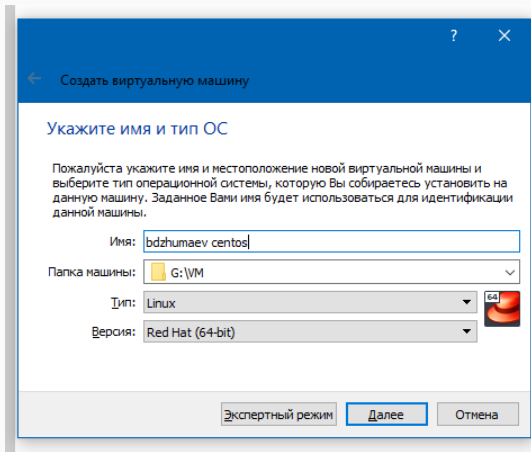 ?
Создать виртуальную машину
Укажите имя и тип ОС
Пожалуйста укажите имя и местоположение новой виртуальной машины и
выберите тип операционной системы, которую Вы собираетесь установить на
данную машину. Заданное Вами имя будет использоваться для идентификации
данной машины.
Имя: bdzhumaev centos
Папка машины: G:\VM
Тип: Linux
64
Версия: Red Hat (64-bit)
Экспертный режим Далее Отмена